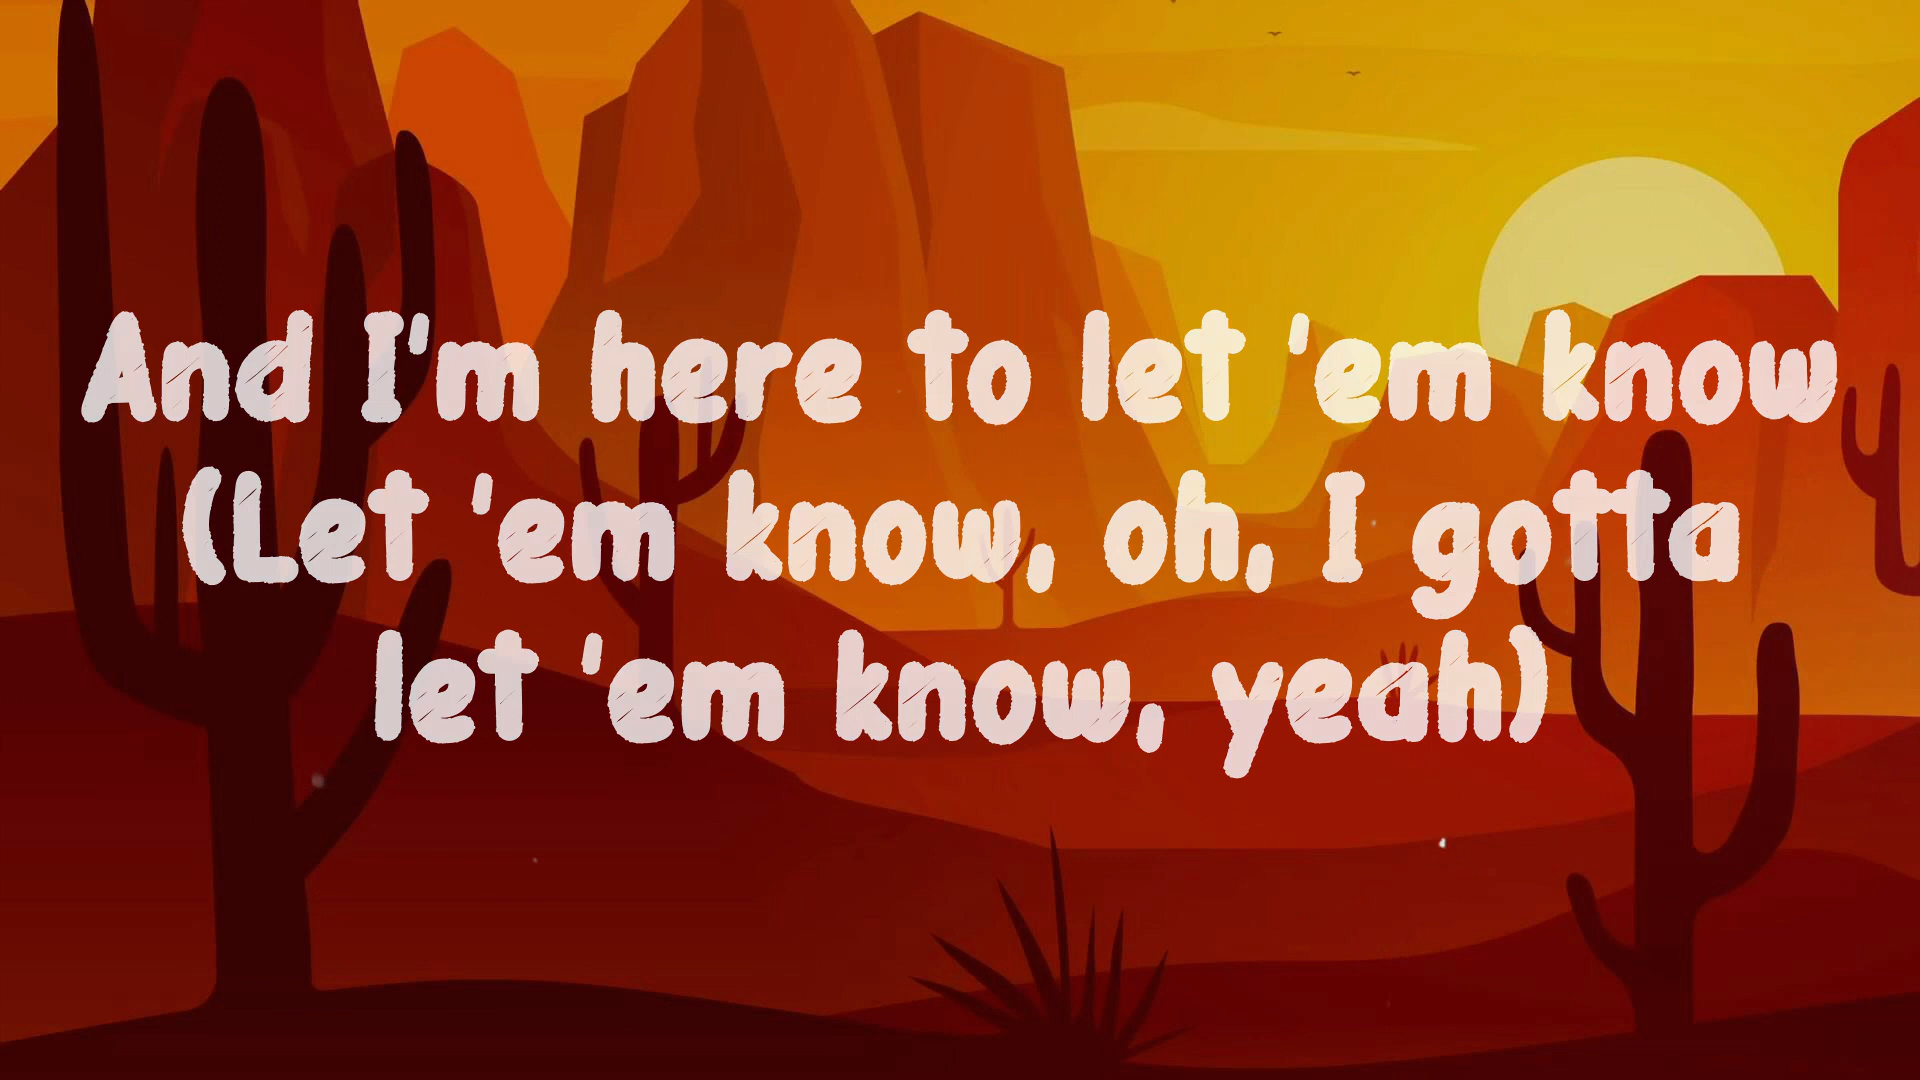 And I'm here to let 'em know
(Let 'em know, oh, I gotta
let 'em know, yeah)